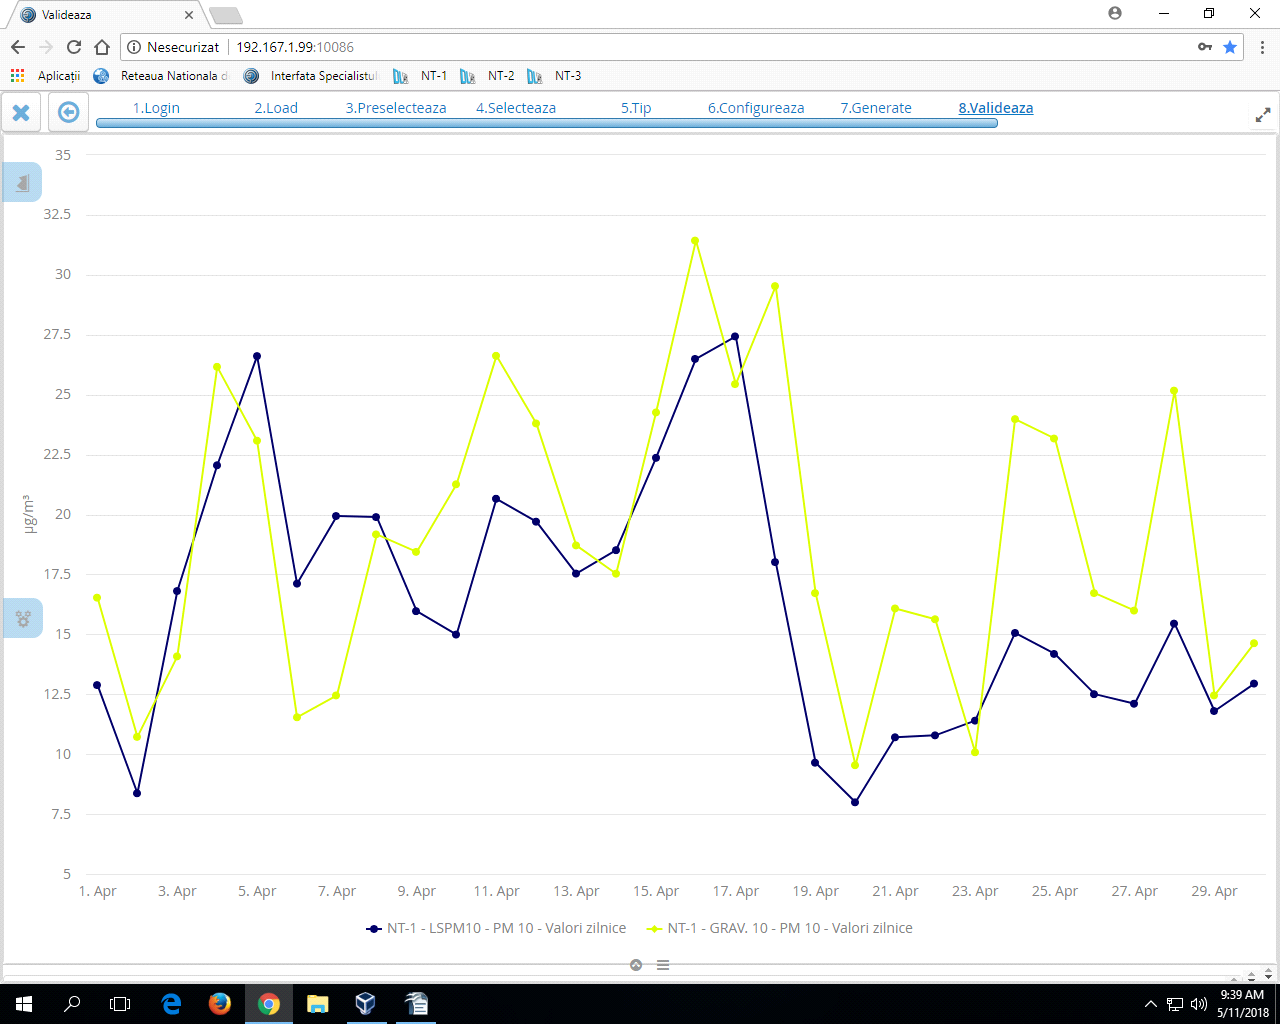 Valideaza
Nesecurizat 192.167.1.99:10086
Aplicații Reteaua Nationala d Interfata Specialistulu NT-1 NT-2 NT-3
1.Login 2.Load 3.Preselecteaza 4.Selecteaza 5.Tip 6.Configureaza 7.Generate 8.Valideaza
35
32.5
30
27.5
25
22.5
20
17.5
15
12.5
10
7.5
5
µg/m³
1. Apr 3. Apr 5. Apr 7. Apr 9. Apr 11. Apr 13. Apr 15. Apr 17. Apr 19. Apr 21. Apr 23. Apr 25. Apr 27. Apr 29. Apr
NT-1 - LSPM10 - PM 10 - Valori zilnice NT-1 - GRAV. 10 - PM 10 - Valori zilnice
9:39 AM
5/11/2018